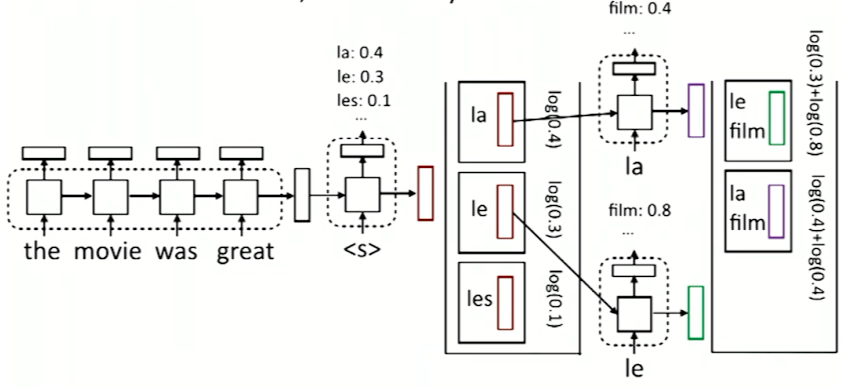 film: 0.4
...
la: 0.4
le: 0.3
les: 0.1
...
the movie was great
<s>
la
log(0.4)
le
log(0.3)
les
log(0.1)
la
film: 0.8
...
le
le
film
log(0.3)+log(0.8)
la
film
log(0.4)+log(0.4)